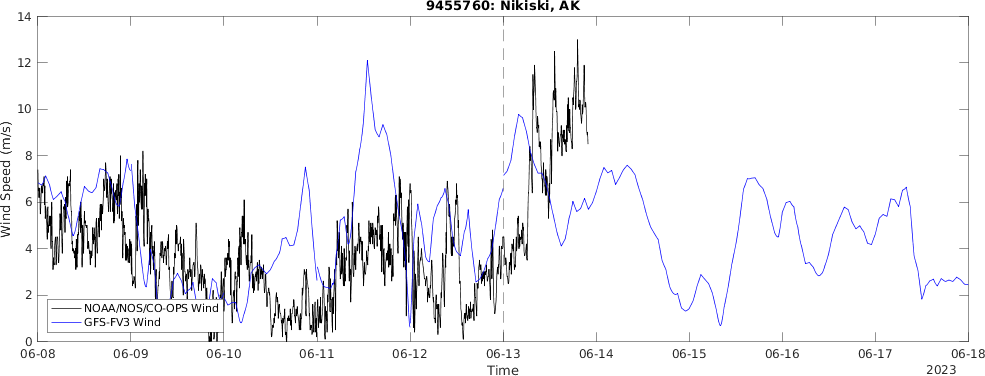 9455760: Nikiski, AK
Wind Speed (m/s)
14
12
10
8
6
4
2
0
NOAA/NOS/CO-OPS Wind
GFS-FV3 Wind
06-08 06-09 06-10 06-11 06-12 06-13 06-14 06-15 06-16 06-17 06-18
Time
2023